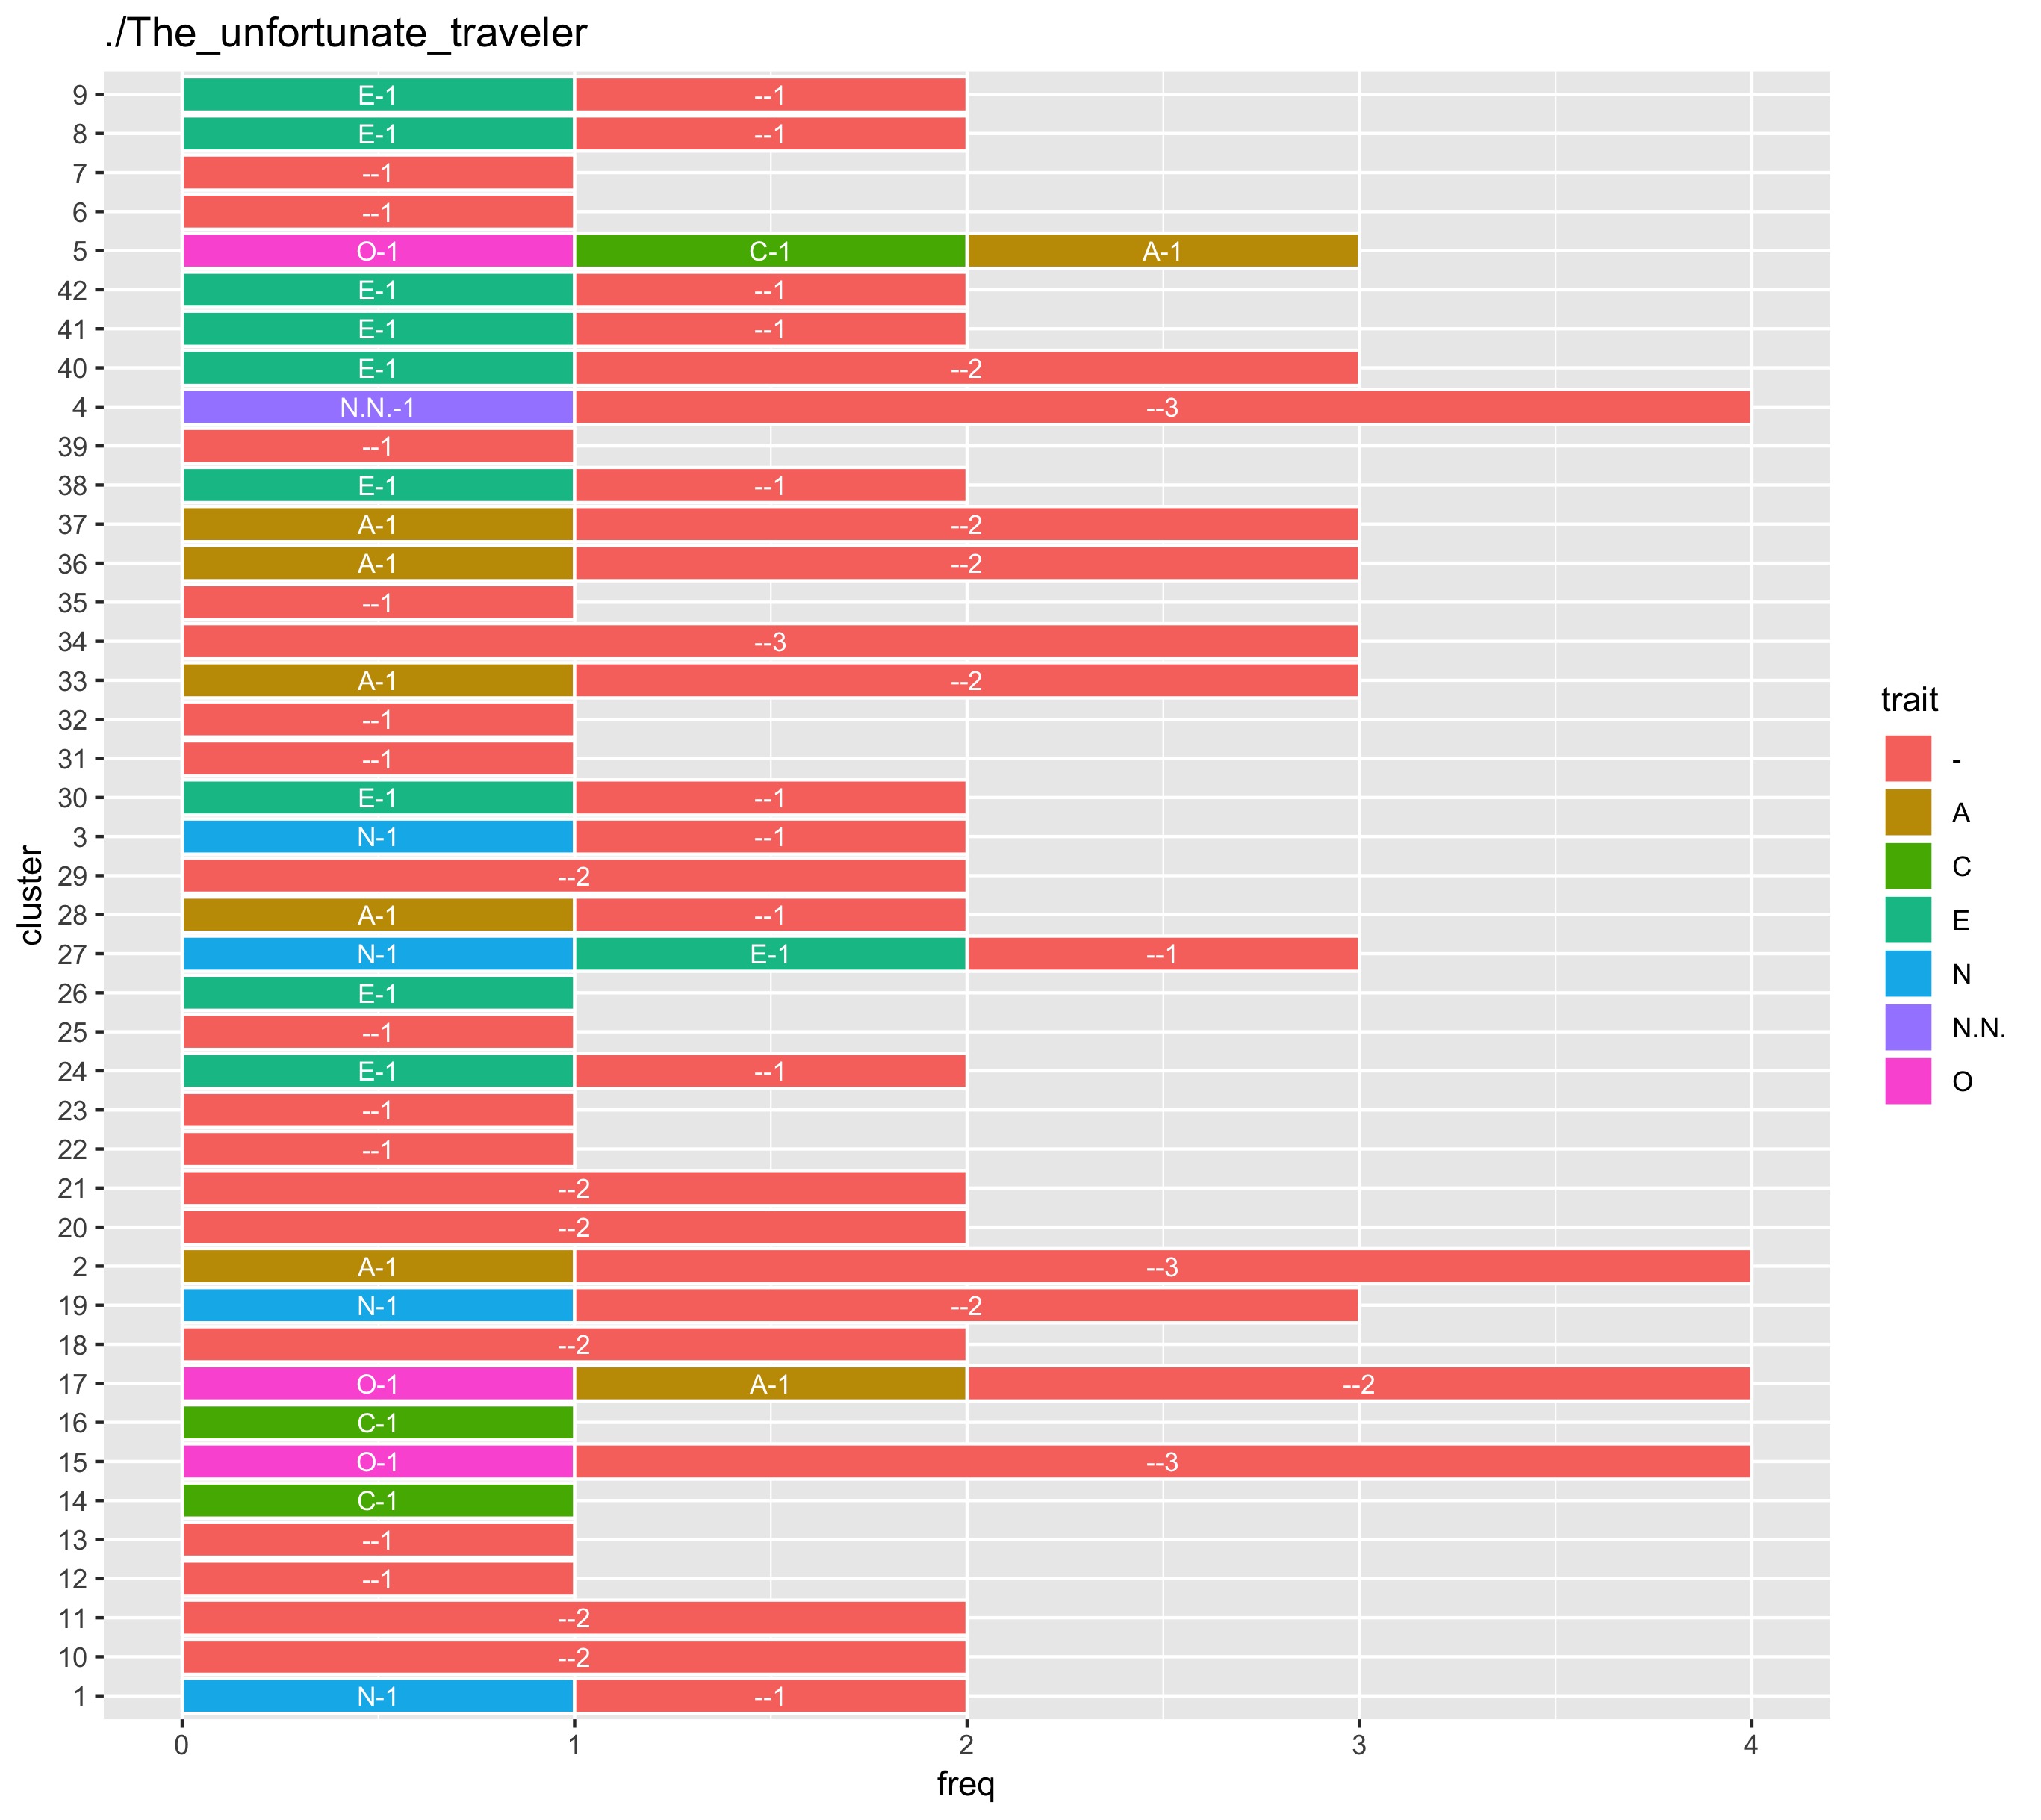 ./The_unfortunate_traveler
9 E-1 --1
8 E-1 --1
7 --1
6 --1
5 O-1 C-1 A-1
42 E-1 --1
41 E-1 --1
40 E-1 --2
4 N.N.-1 --3
39 --1
38 E-1 --1
37 A-1 --2
36 A-1 --2
35 --1
34 --3
33 A-1 --2
32 --1
31 --1
30 E-1 --1
3 N-1 --1
29 --2
28 A-1 --1
27 N-1 E-1 --1
26 E-1
25 --1
24 E-1 --1
23 --1
22 --1
21 --2
20 --2
2 A-1 --3
19 N-1 --2
18 --2
17 O-1 A-1 --2
16 C-1
15 O-1 --3
14 C-1
13 --1
12 --1
11 --2
10 --2
1 N-1 --1
0 1 2 3 4
freq
cluster
trait
-
A
C
E
N
N.N.
O